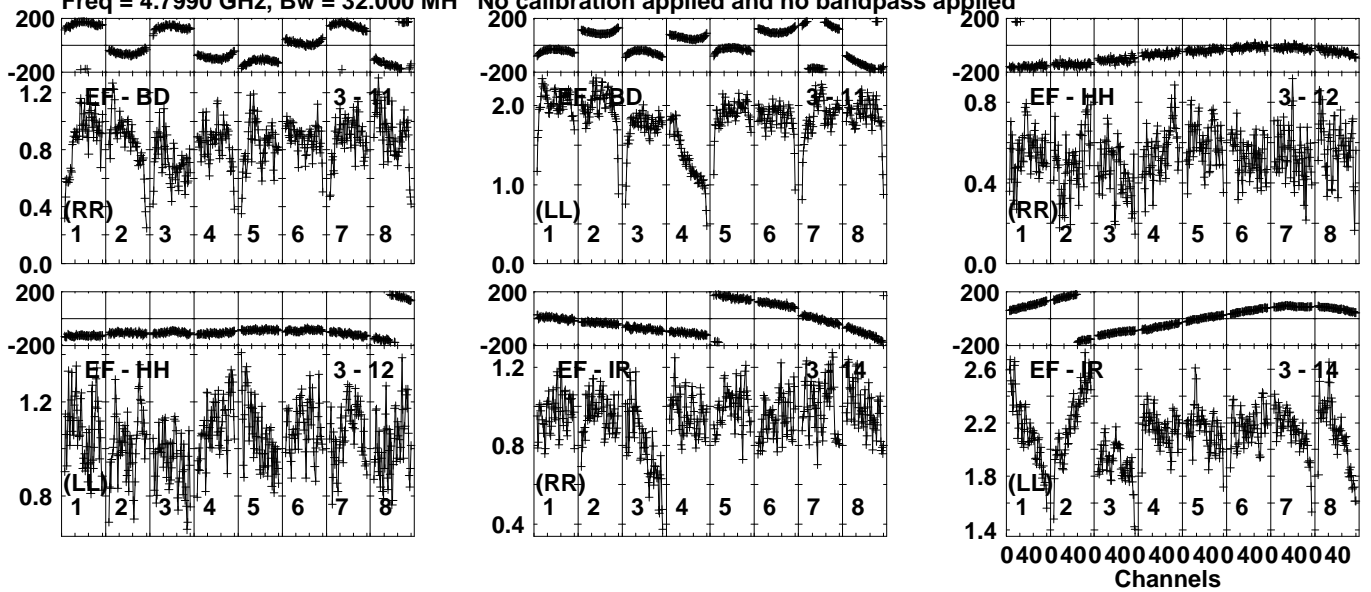 Freq = 4.7990 GHz, Bw = 32.000 MH No calibration applied and no bandpass applied
200 200 200
-200 -200 -200
1.2 EF - BD 3 - 11
2.0 EF - BD 3 - 11
0.8 EF - HH 3 - 12
0.8 1.0 0.4
0.4
(RR) (LL) (RR)
1 2 3 4 5 6 7 8
3 4 5 6 7 8
1 2 3 4 5 6 7 8
0.0 0.0 0.0
200 200 200
-200 -200 -200
EF - HH 3 - 12
1.2 EF - IR 3 - 14
2.6 EF - IR 3 - 14
1.2 2.2
0.8 0.8 1.8
(LL) (RR) (LL)
1 2 3 4 5 6 7 8
1 2 3 4 5 6 7 8
1 2 3 4 5 6 7 8
0.4 1.4
0 40 0 40 0 40 0 40 0 40 0 40 0 40 0 40
Channels